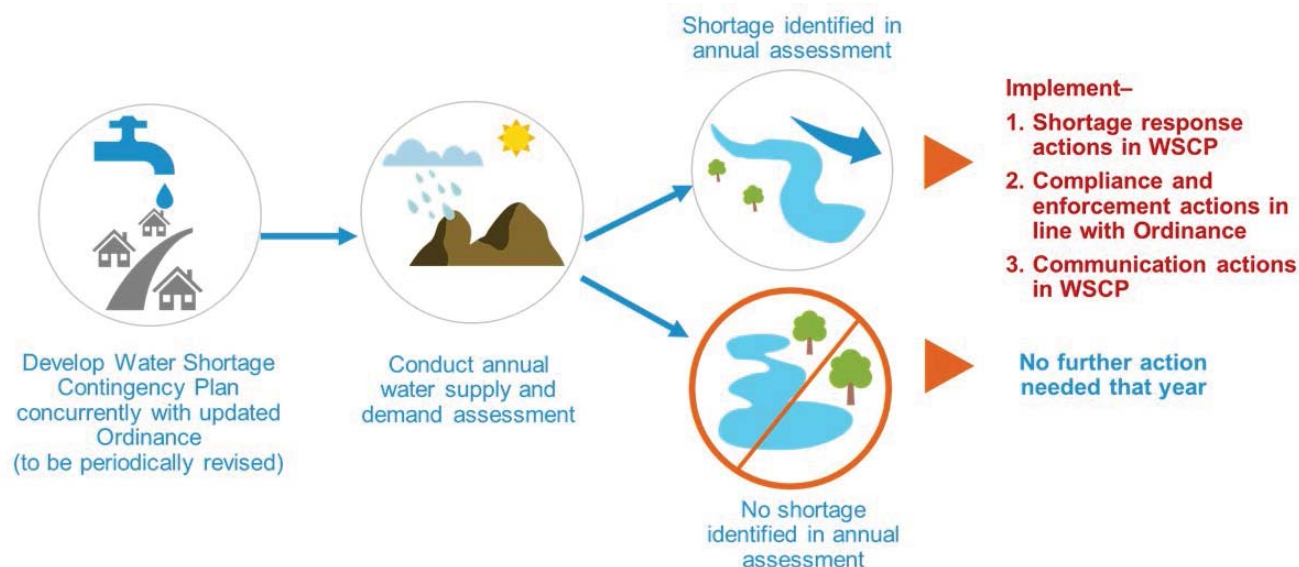 Develop Water Shortage
Contingency Plan
concurrently with updated
Ordinance
(to be periodically revised)
Conduct annual
water supply and
demand assessment
Shortage identified in
annual assessment
Implement–
1. Shortage response
actions in WSCP
2. Compliance and
enforcement actions in
line with Ordinance
3. Communication actions
in WSCP
No shortage
identified in annual
assessment
No further action
needed that year